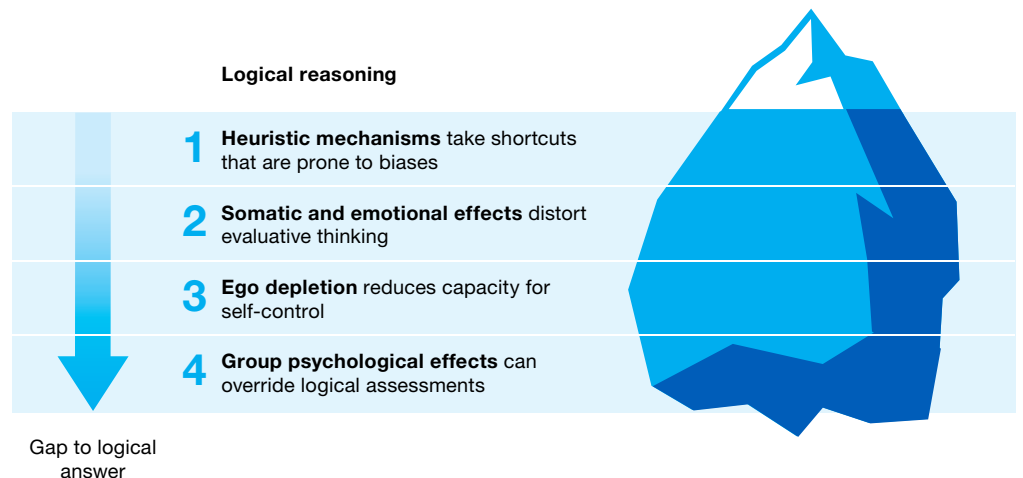 Logical reasoning
1 Heuristic mechanisms take shortcuts
that are prone to biases
2 Somatic and emotional effects distort
evaluative thinking
3 Ego depletion reduces capacity for
self-control
4 Group psychological effects can
override logical assessments
Gap to logical
answer